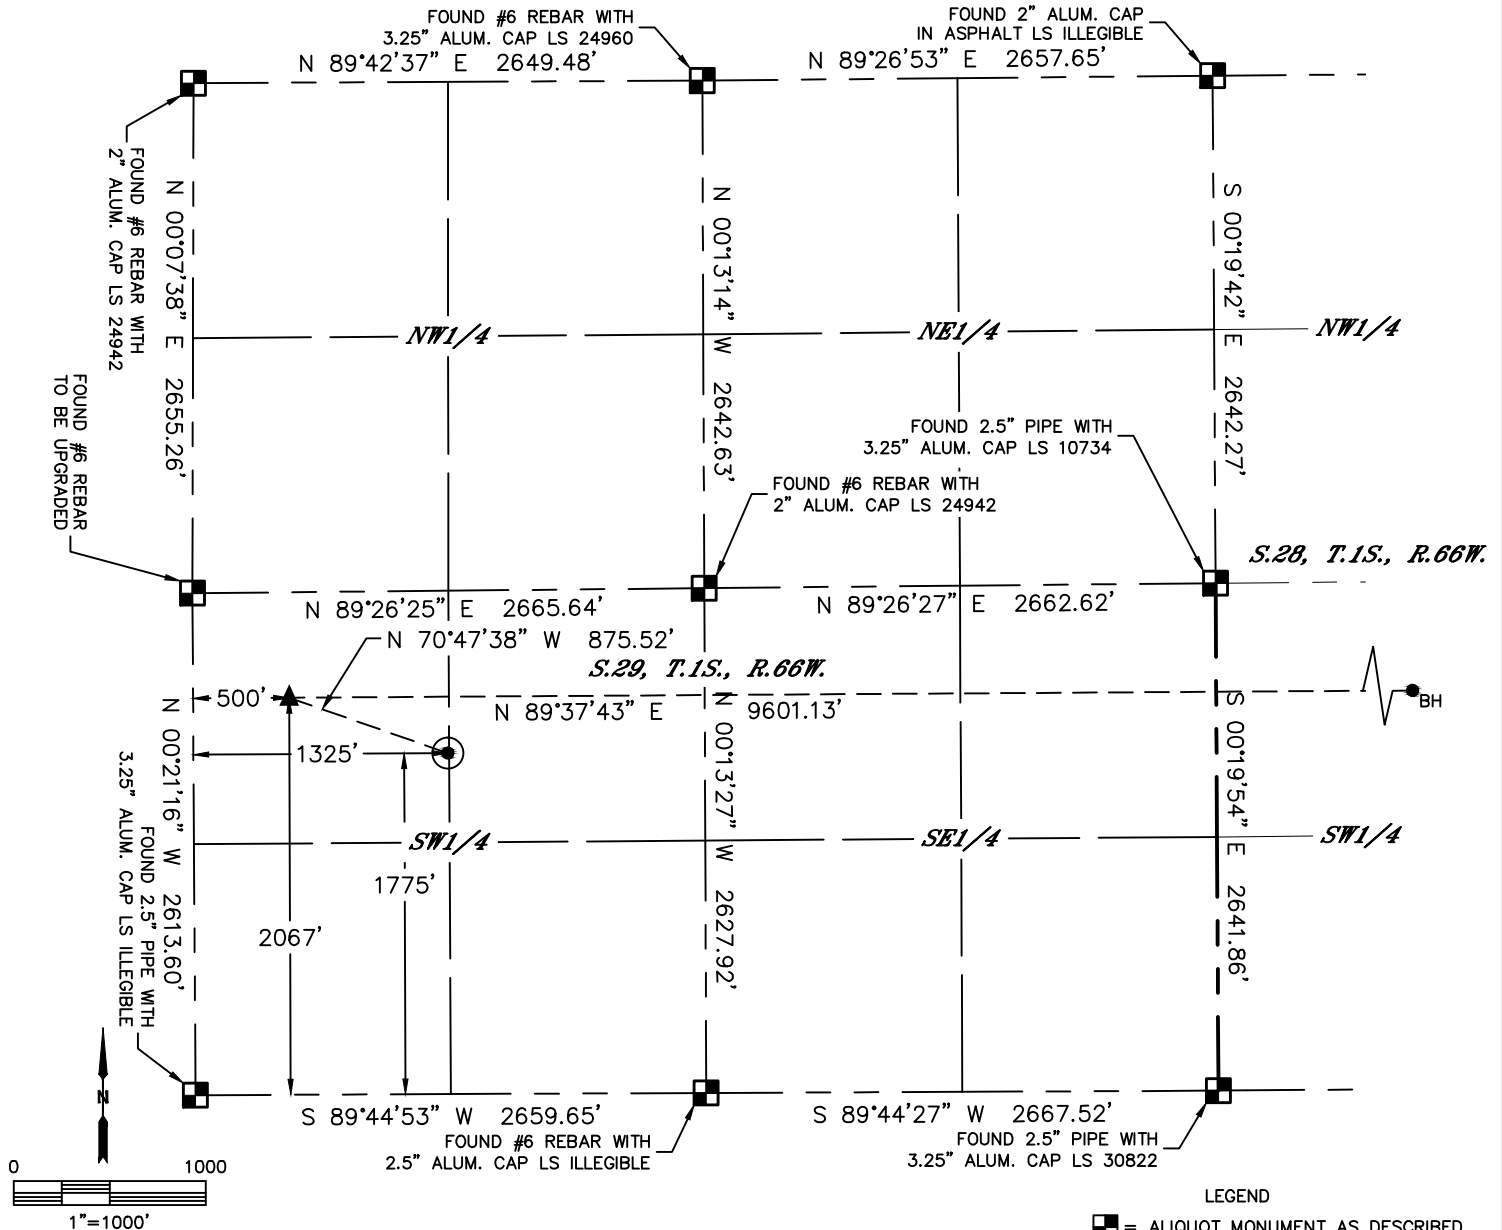 FOUND #6 REBAR WITH
3.25" ALUM. CAP LS 24960
FOUND 2" ALUM. CAP
IN ASPHALT LS ILLEGIBLE
N 89°42'37" E 2649.48'
N 89°26'53" E 2657.65'
FOUND #6 REBAR WITH
2" ALUM. CAP LS 24942
N 00°07'38" E 2655.26'
N 00°13'14" W 2642.63'
S 00°19'42" E 2642.27'
NW1/4
NE1/4
NW1/4
FOUND #6 REBAR
TO BE UPGRADED
FOUND 2.5" PIPE WITH
3.25" ALUM. CAP LS 10734
FOUND #6 REBAR WITH
2" ALUM. CAP LS 24942
S.28, T.1S., R.66W.
N 89°26'25" E 2665.64'
N 89°26'27" E 2662.62'
N 70°47'38" W 875.52'
S.29, T.1S., R.66W.
500'
N 89°37'43" E 9601.13'
BH
1325'
N 00°21'16" W 2613.60'
N 00°13'27" W 2627.92'
S 00°19'54" E 2641.86'
FOUND 2.5" PIPE WITH
3.25" ALUM. CAP LS ILLEGIBLE
SW1/4
SE1/4
SW1/4
1775'
2067'
N
S 89°44'53" W 2659.65'
S 89°44'27" W 2667.52'
FOUND #6 REBAR WITH
2.5" ALUM. CAP LS ILLEGIBLE
FOUND 2.5" PIPE WITH
3.25" ALUM. CAP LS 30822
0 1000
1"=1000'
LEGEND
= ALIQUOT MONUMENT AS DESCRIBED